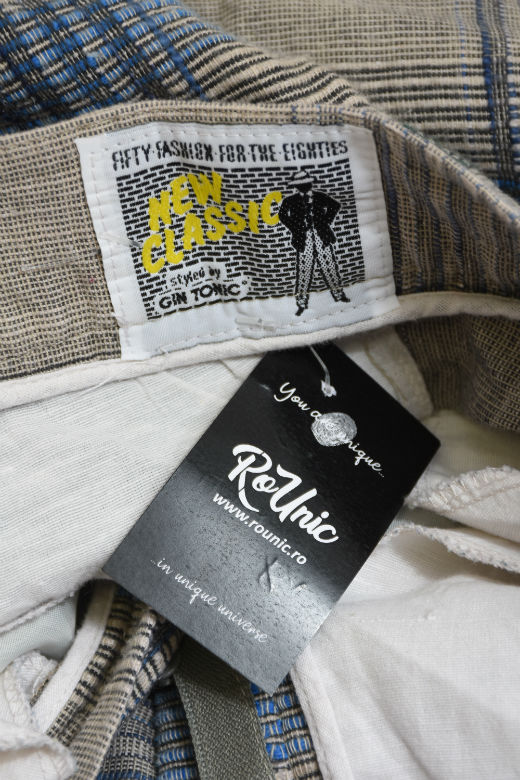 FIFTY FASHION FOR THE EIGHTIES
NEW
CLASSIC
styled by
GIN TONIC
You a unique...
RoUnic
www.rounic.ro
...in unique universe